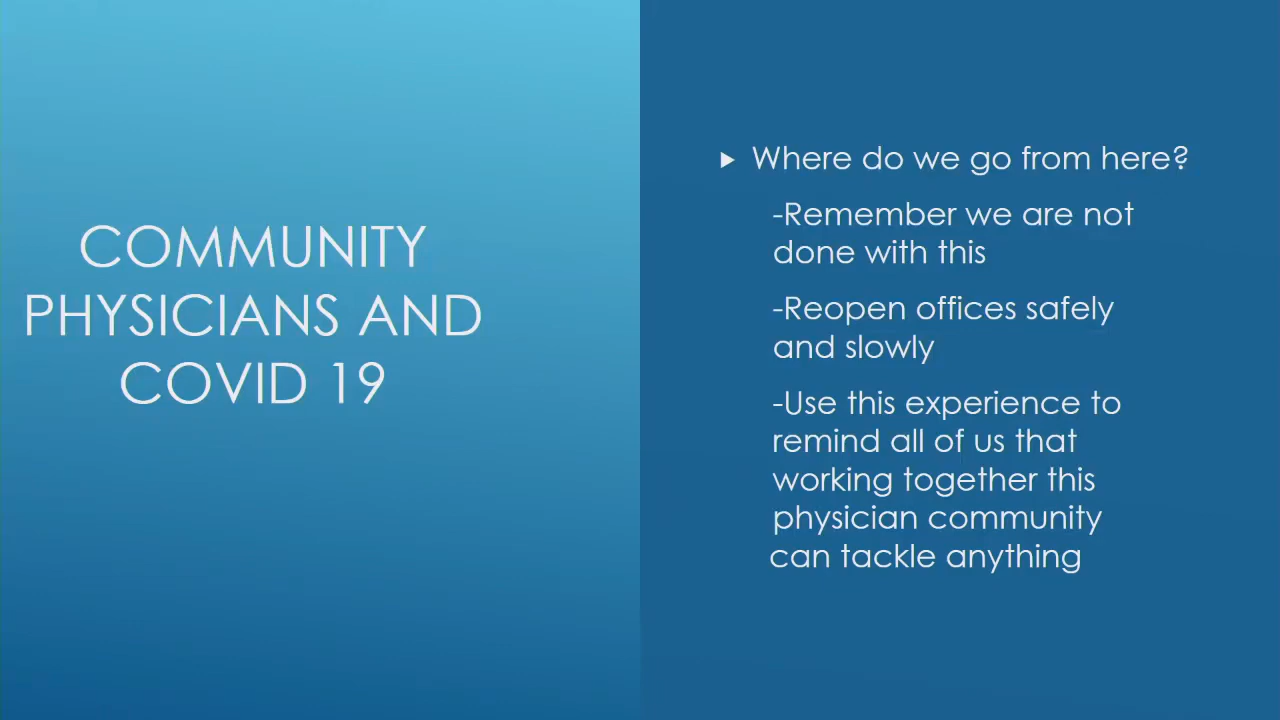 COMMUNITY
PHYSICIANS AND
COVID 19
Where do we go from here?
-Remember we are not
done with this
-Reopen offices safely
and slowly
-Use this experience to
remind all of us that
working together this
physician community
can tackle anything